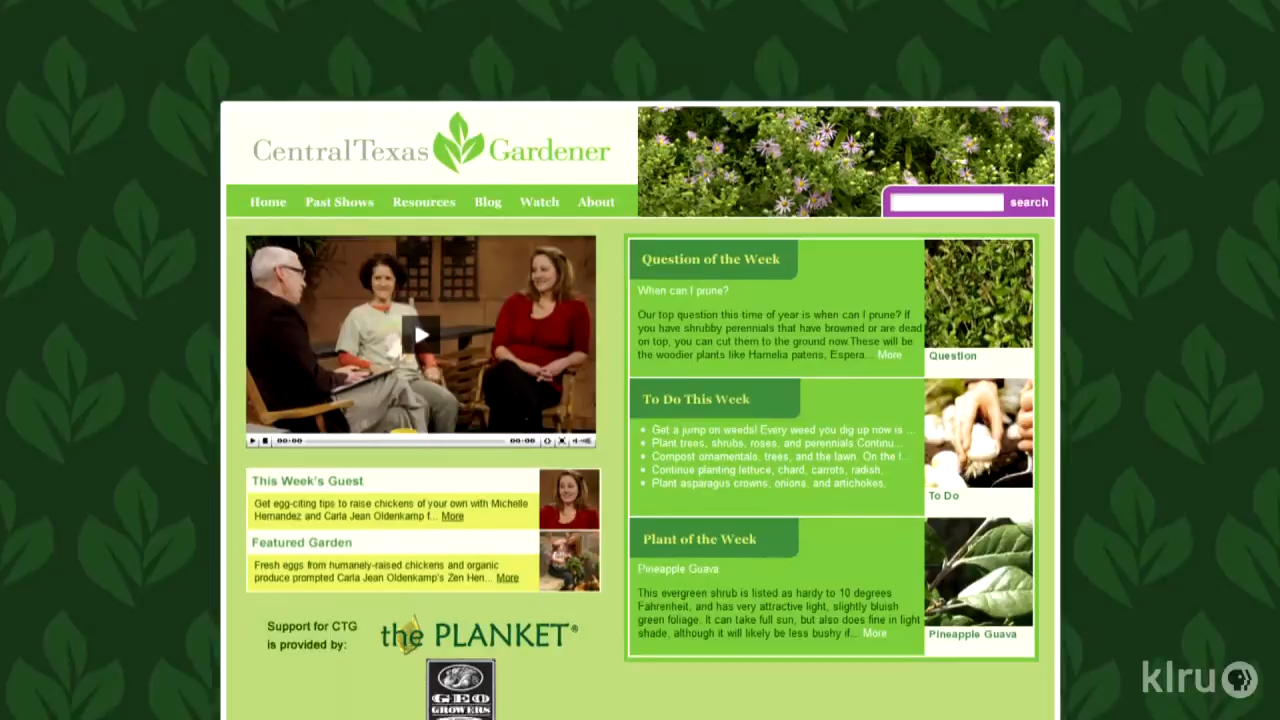 Central Texas Gardener
Home Past Shows Resources Blog Watch About
search
00:00 00:00
This Week's Guest
Get egg-citing tips to raise chickens of your own with Michelle
Hernandez and Carla Jean Oldenkamp f... More
Featured Garden
Fresh eggs from humanely-raised chickens and organic
produce prompted Carla Jean Oldenkamp's Zen Hen... More
Support for CTG
is provided by:
the PLANKET®
GEO
GROWERS
Question of the Week
When can I prune?
Our top question this time of year is when can I prune? If
you have shrubby perennials that have browned or are dead
on top, you can cut them to the ground now.These will be
the woodier plants like Hamelia patens, Espera... More
Question
To Do This Week
• Get a jump on weeds! Every weed you dig up now is ...
• Plant trees, shrubs, roses, and perennials Continu...
• Compost ornamentals, trees, and the lawn. On the l...
• Continue planting lettuce, chard, carrots, radish,
• Plant asparagus crowns, onions, and artichokes.
To Do
Plant of the Week
Pineapple Guava
This evergreen shrub is listed as hardy to 10 degrees
Fahrenheit, and has very attractive light, slightly bluish
green foliage. It can take full sun, but also does fine in light
shade, although it will likely be less bushy if... More
Pineapple Guava
klru